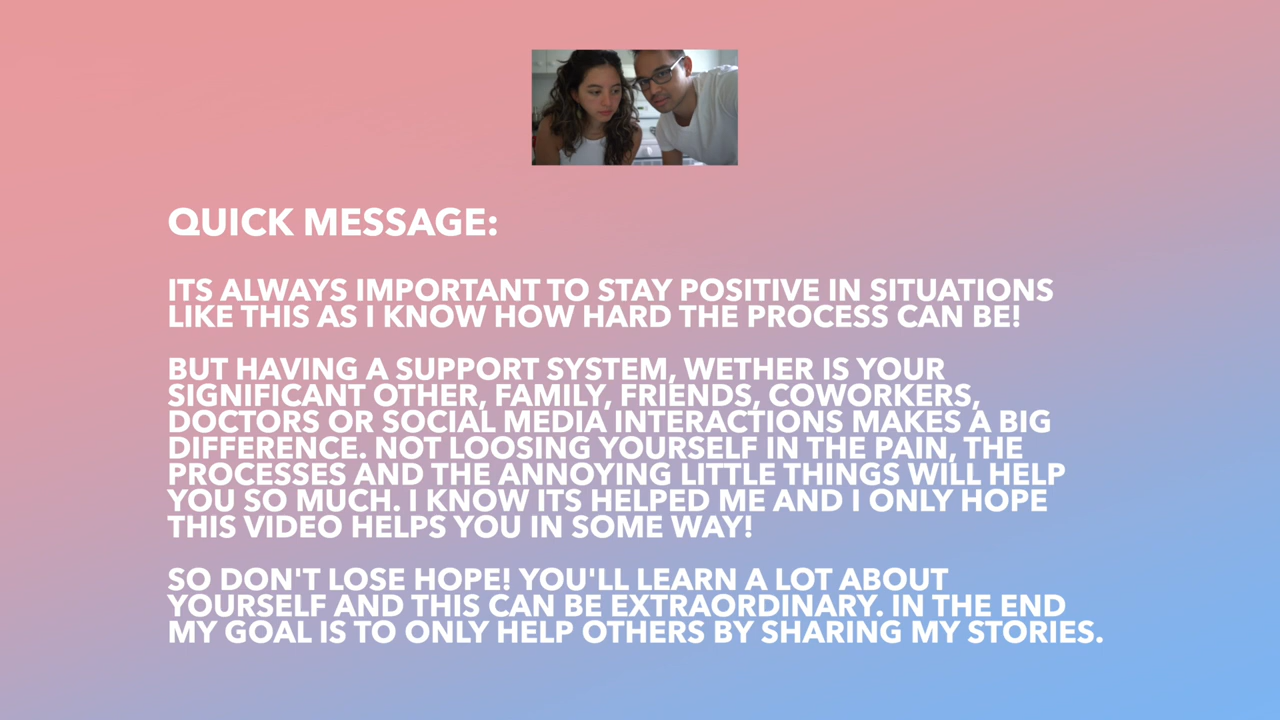 QUICK MESSAGE:
ITS ALWAYS IMPORTANT TO STAY POSITIVE IN SITUATIONS
LIKE THIS AS I KNOW HOW HARD THE PROCESS CAN BE!
BUT HAVING A SUPPORT SYSTEM, WETHER IS YOUR
SIGNIFICANT OTHER, FAMILY, FRIENDS, COWORKERS,
DOCTORS OR SOCIAL MEDIA INTERACTIONS MAKES A BIG
DIFFERENCE. NOT LOOSING YOURSELF IN THE PAIN, THE
PROCESSES AND THE ANNOYING LITTLE THINGS WILL HELP
YOU SO MUCH. I KNOW ITS HELPED ME AND I ONLY HOPE
THIS VIDEO HELPS YOU IN SOME WAY!
SO DON'T LOSE HOPE! YOU'LL LEARN A LOT ABOUT
YOURSELF AND THIS CAN BE EXTRAORDINARY. IN THE END
MY GOAL IS TO ONLY HELP OTHERS BY SHARING MY STORIES.